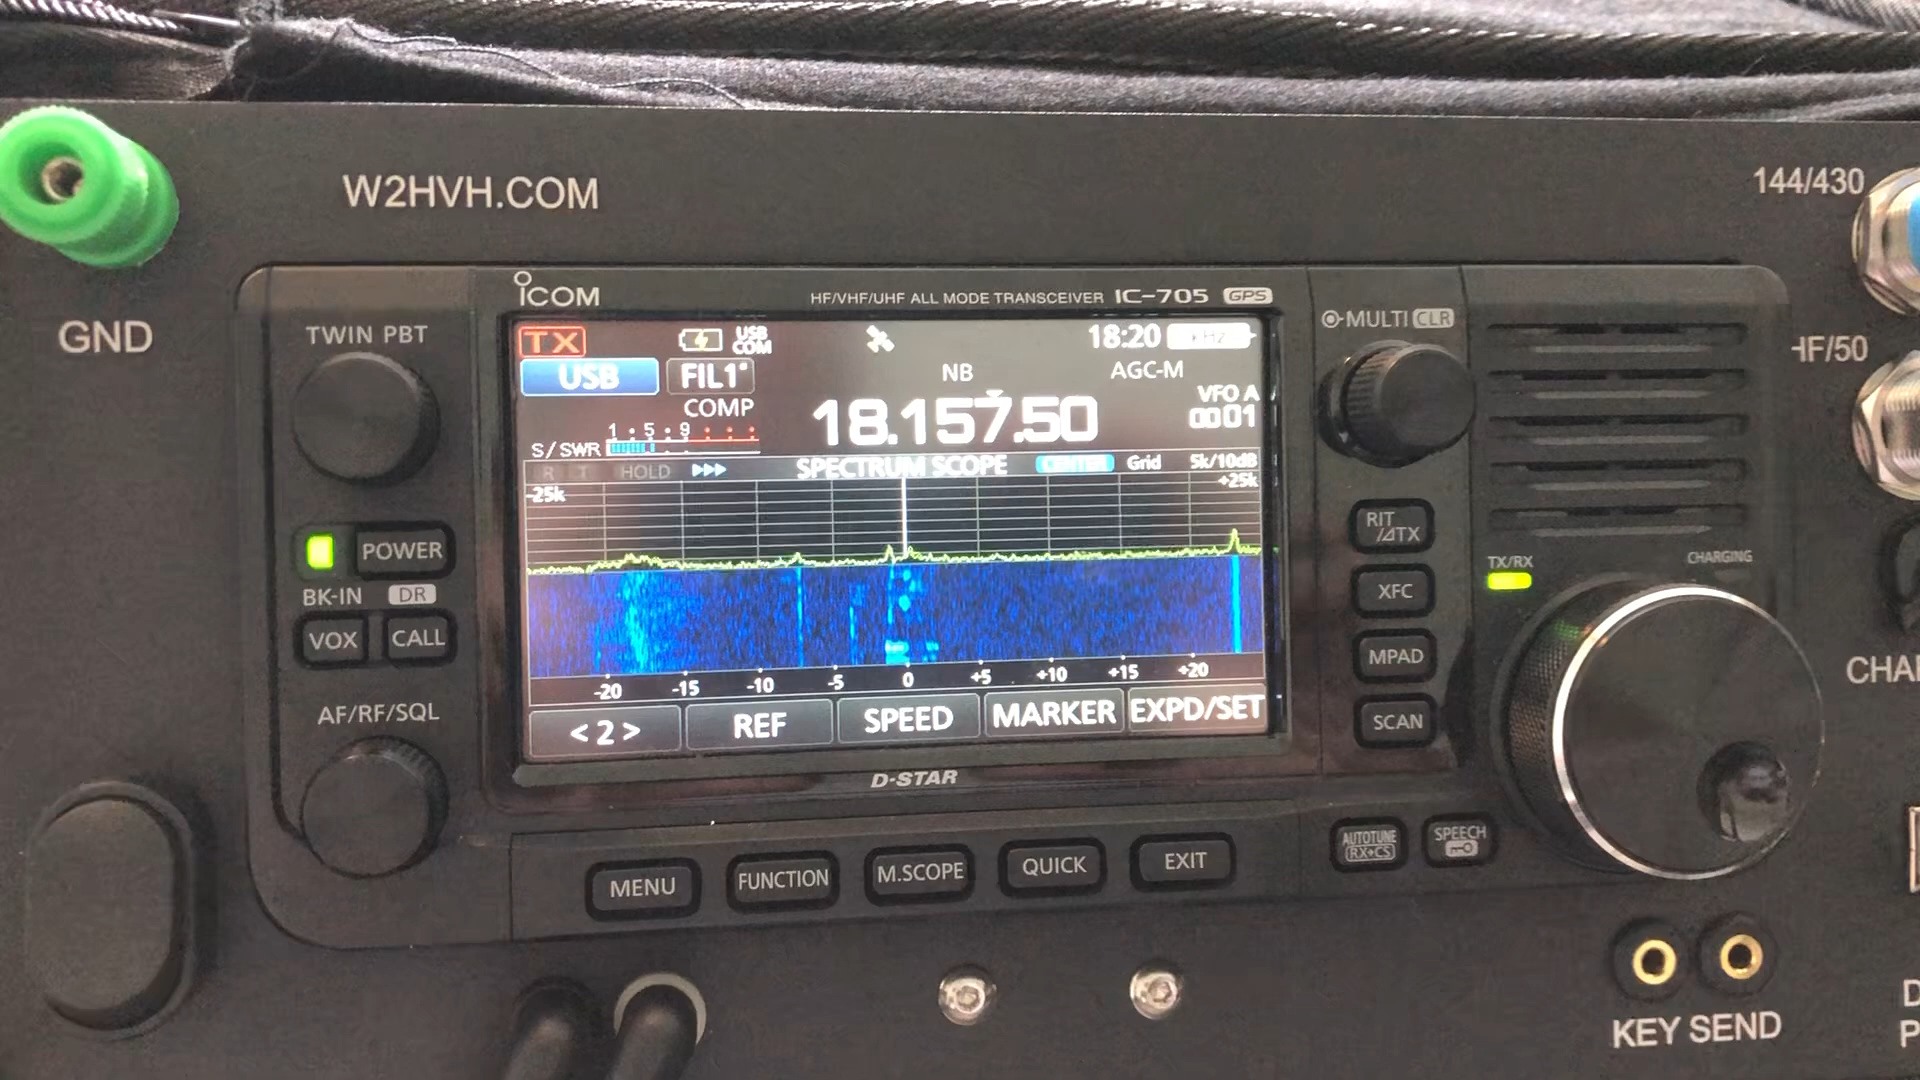 W2HVH.COM
144/430
GND
ICOM
HF/VHF/UHF ALL MODE TRANSCEIVER IC-705 GPS
TWIN PBT
MULTI CLR
HF/50
TX
USB COM
18:20
kHz
USB
FIL1
NB
AGC-M
COMP
18.157.50
VFO A
0001
1 5 9
S/SWR
R T HOLD
SPECTRUM SCOPE
CENTER
Grid
5k/10dB
-25k
+25k
-20 -15 -10 -5 0 +5 +10 +15 +20
< 2 >
REF
SPEED
MARKER
EXPD/SET
D-STAR
POWER
BK-IN DR
VOX
CALL
AF/RF/SQL
RIT
/⊿TX
XFC
MPAD
SCAN
TX/RX
CHARGING
MENU
FUNCTION
M.SCOPE
QUICK
EXIT
AUTOTUNE
RX➔CS
SPEECH
KEY SEND